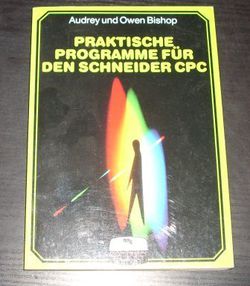 Audrey und Owen Bishop
PRAKTISCHE
PROGRAMME FÜR
DEN SCHNEIDER CPC